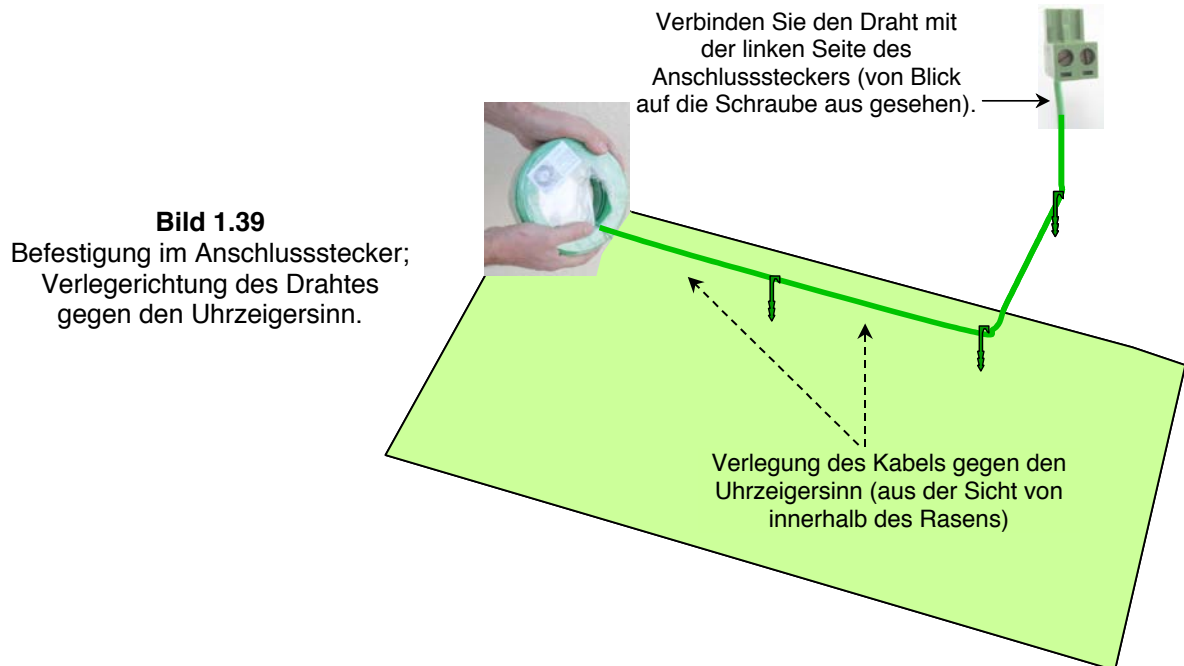 Verbinden Sie den Draht mit
der linken Seite des
Anschlusssteckers (von Blick
auf die Schraube aus gesehen).
Bild 1.39
Befestigung im Anschlussstecker;
Verlegerichtung des Drahtes
gegen den Uhrzeigersinn.
Verlegung des Kabels gegen den
Uhrzeigersinn (aus der Sicht von
innerhalb des Rasens)